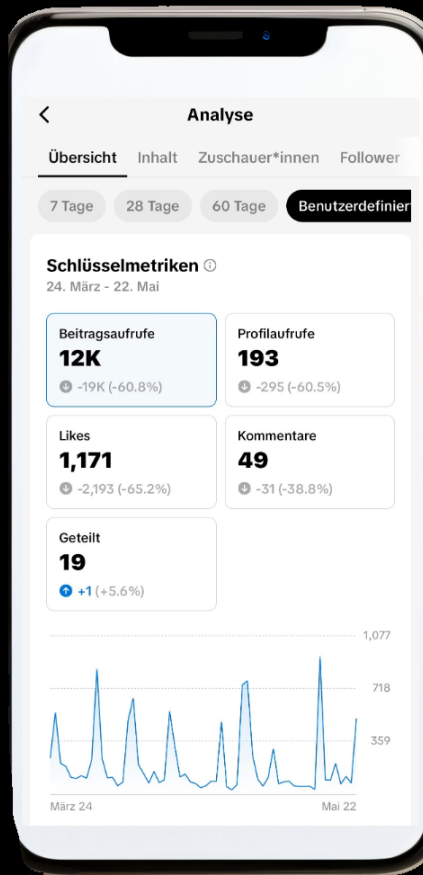 Analyse
Übersicht Inhalt Zuschauer*innen Follower
7 Tage 28 Tage 60 Tage Benutzerdefinier
Schlüsselmetriken
24. März - 22. Mai
Beitragsaufrufe Profilaufrufe
12K 193
-19K (-60.8%) -295 (-60.5%)
Likes Kommentare
1,171 49
-2,193 (-65.2%) -31 (-38.8%)
Geteilt
19
+1 (+5.6%)
1,077
718
359
März 24 Mai 22